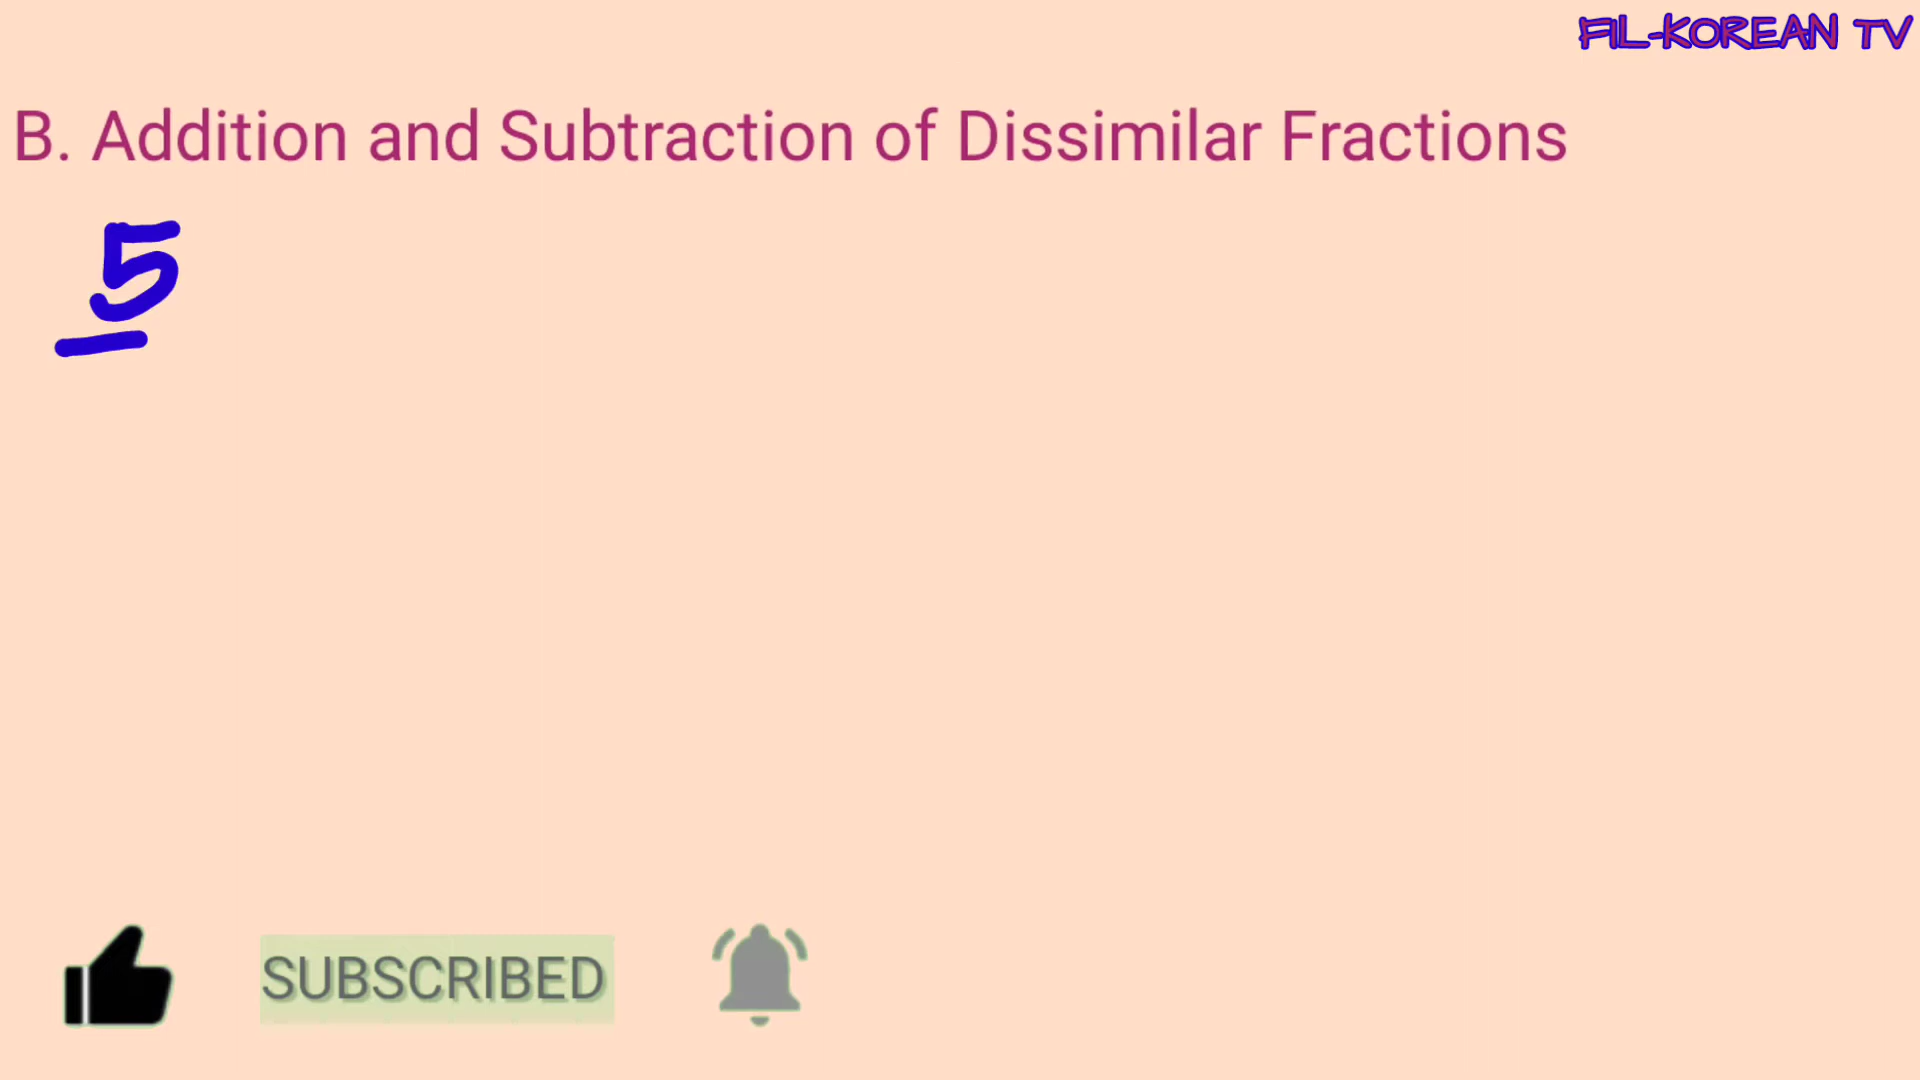 FIL-KOREAN TV
B. Addition and Subtraction of Dissimilar Fractions
5
SUBSCRIBED